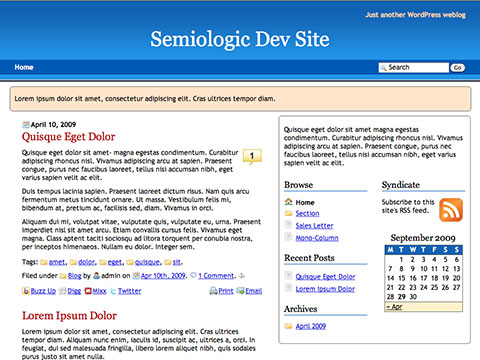 Just another WordPress weblog
Semiologic Dev Site
Home
Search
Go
Lorem ipsum dolor sit amet, consectetur adipiscing elit. Cras ultrices tempor diam.
April 10, 2009
Quisque Eget Dolor
1
Quisque eget dolor sit amet magna egestas condimentum. Curabitur
adipiscing rhoncus nisl. Vivamus adipiscing arcu at sapien. Praesent
congue, purus nec faucibus laoreet, tellus nisi accumsan nibh, eget
varius sapien velit ac elit.
Duis tempus lacinia sapien. Praesent laoreet dictum risus. Nam quis arcu
fermentum metus tincidunt ornare. Ut massa. Vestibulum felis mi,
bibendum at, pretium ac, facilisis sed, diam. Vivamus in orci.
Aliquam dui mi, volutpat vitae, vulputate quis, vulputate eu, urna. Praesent
imperdiet nisl sit amet arcu. Etiam convallis cursus felis. Vivamus eget
magna. Class aptent taciti sociosqu ad litora torquent per conubia nostra,
per inceptos himenaeos. Nullam eu dolor. Integer sem.
Tags: amet, dolor, eget, quisque, sit.
Filed under Blog by admin on Apr 10th, 2009. 1 Comment.
Buzz Up Digg Mixx Twitter Print Email
Lorem Ipsum Dolor
Lorem ipsum dolor sit amet, consectetur adipiscing elit. Cras ultrices
tempor diam. Aliquam nunc enim, iaculis id, suscipit ac, ultrices a, orci. In
feugiat, dui sed malesuada fringilla, libero lorem aliquet nibh, quis sodales
dolor massa sit amet nulla.
Quisque eget dolor sit amet magna egestas
condimentum. Curabitur adipiscing rhoncus nisl.
Vivamus adipiscing arcu at sapien. Praesent
congue, purus nec faucibus laoreet, tellus nisi
accumsan nibh, eget varius sapien velit ac elit.
Browse
Home
Section
Sales Letter
Mono-Column
Recent Posts
Quisque Eget Dolor
Lorem Ipsum Dolor
Archives
April 2009
Syndicate
Subscribe to this
site's RSS feed.
September 2009
M T W T F S S
1 2 3 4 5 6
7 8 9 10 11 12 13
14 15 16 17 18 19 20
21 22 23 24 25 26 27
28 29 30
« Apr